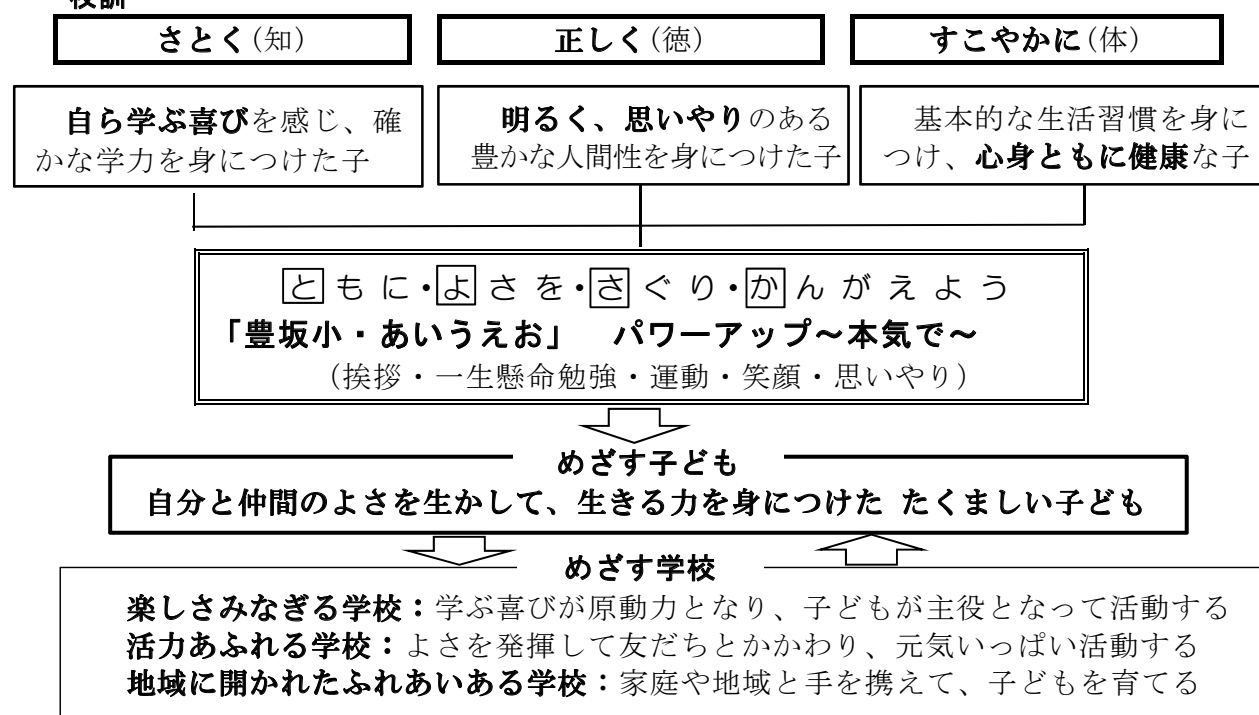 校訓
さとく(知)
正しく(徳)
すこやかに(体)
自ら学ぶ喜びを感じ、確
かな学力を身につけた子
明るく、思いやりのある
豊かな人間性を身につけた子
基本的な生活習慣を身に
つけ、心身ともに健康な子
ともに・よさを・さぐり・かんがえよう
「豊坂小・あいうえお」 パワーアップ~本気で~
(挨拶・一生懸命勉強・運動・笑顔・思いやり)
めざす子ども
自分と仲間のよさを生かして、生きる力を身につけた たくましい子ども
めざす学校
楽しさみなぎる学校:学ぶ喜びが原動力となり、子どもが主役となって活動する
活力あふれる学校:よさを発揮して友だちとかかわり、元気いっぱい活動する
地域に開かれたふれあいある学校:家庭や地域と手を携えて、子どもを育てる